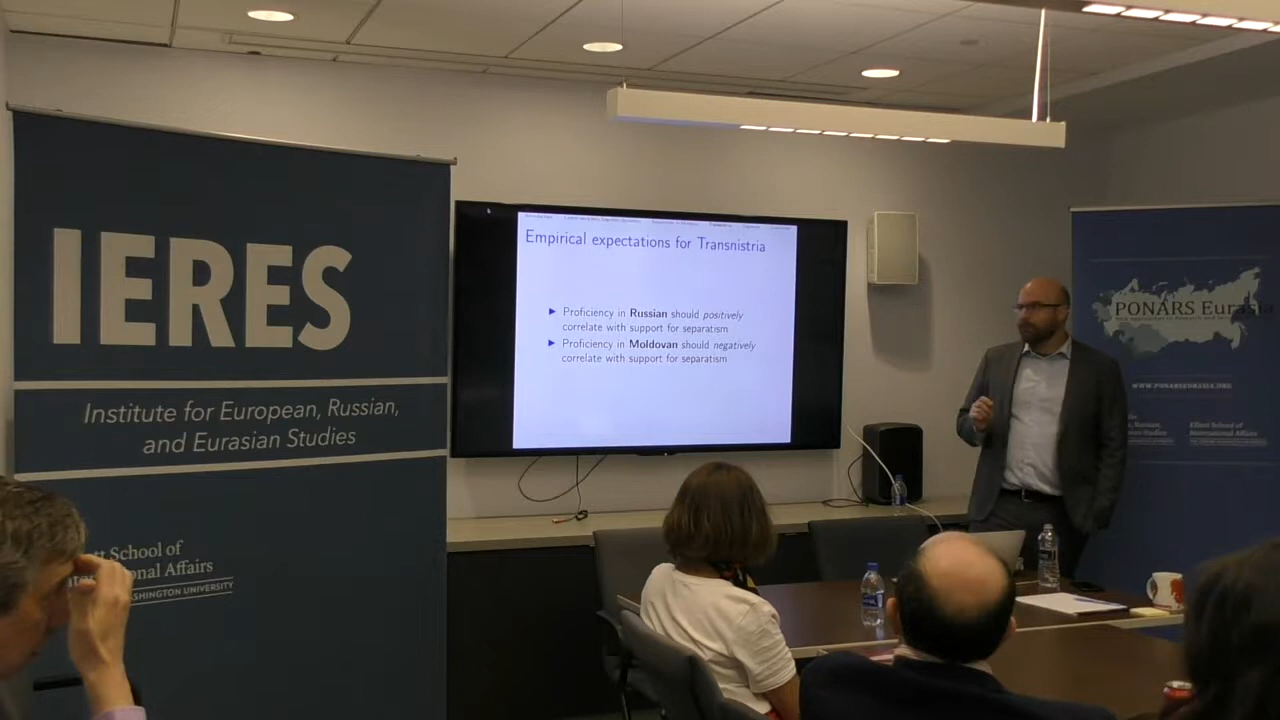 IERES
Institute for European, Russian,
and Eurasian Studies
School of
Affairs
WASHINGTON UNIVERSITY
Empirical expectations for Transnistria
► Proficiency in Russian should positively
correlate with support for separatism
► Proficiency in Moldovan should negatively
correlate with support for separatism
PONARS Eurasia
WWW.PONARSEURASIA.ORG
Elliott School of
International Affairs